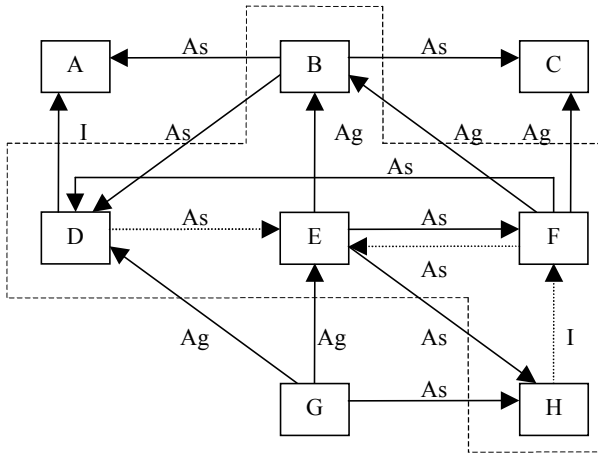 As As
A B C
I As Ag Ag Ag
As
As As
D E F
As
Ag Ag As I
As
G H